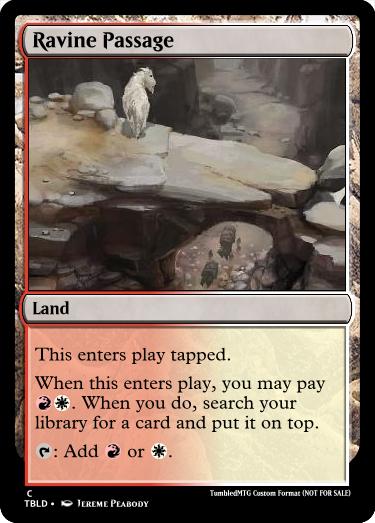 Ravine Passage
Land
This enters play tapped.
When this enters play, you may pay
. When you do, search your
library for a card and put it on top.
: Add or .
C
TBLD • Jereme Peabody
TumbledMTG Custom Format (NOT FOR SALE)